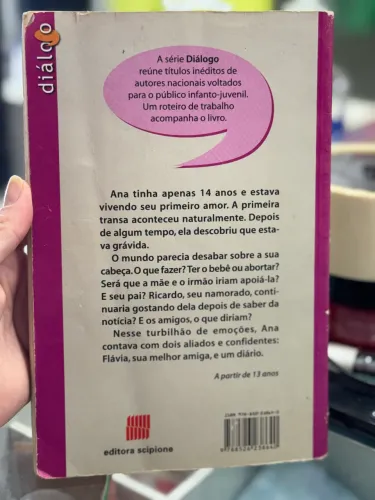 diálogo
A série Diálogo
reúne títulos inéditos de
autores nacionais voltados
para o público infanto-juvenil.
Um roteiro de trabalho
acompanha o livro.
Ana tinha apenas 14 anos e estava
vivendo seu primeiro amor. A primeira
transa aconteceu naturalmente. Depois
de algum tempo, ela descobriu que esta-
va grávida.
O mundo parecia desabar sobre a sua
cabeça. O que fazer? Ter o bebê ou abortar?
Será que a mãe e o irmão iriam apoiá-la?
E seu pai? Ricardo, seu namorado, conti-
nuaria gostando dela depois de saber da
notícia? E os amigos, o que diriam?
Nesse turbilhão de emoções, Ana
contava com dois aliados e confidentes:
Flávia, sua melhor amiga, e um diário.
A partir de 13 anos
editora scipione